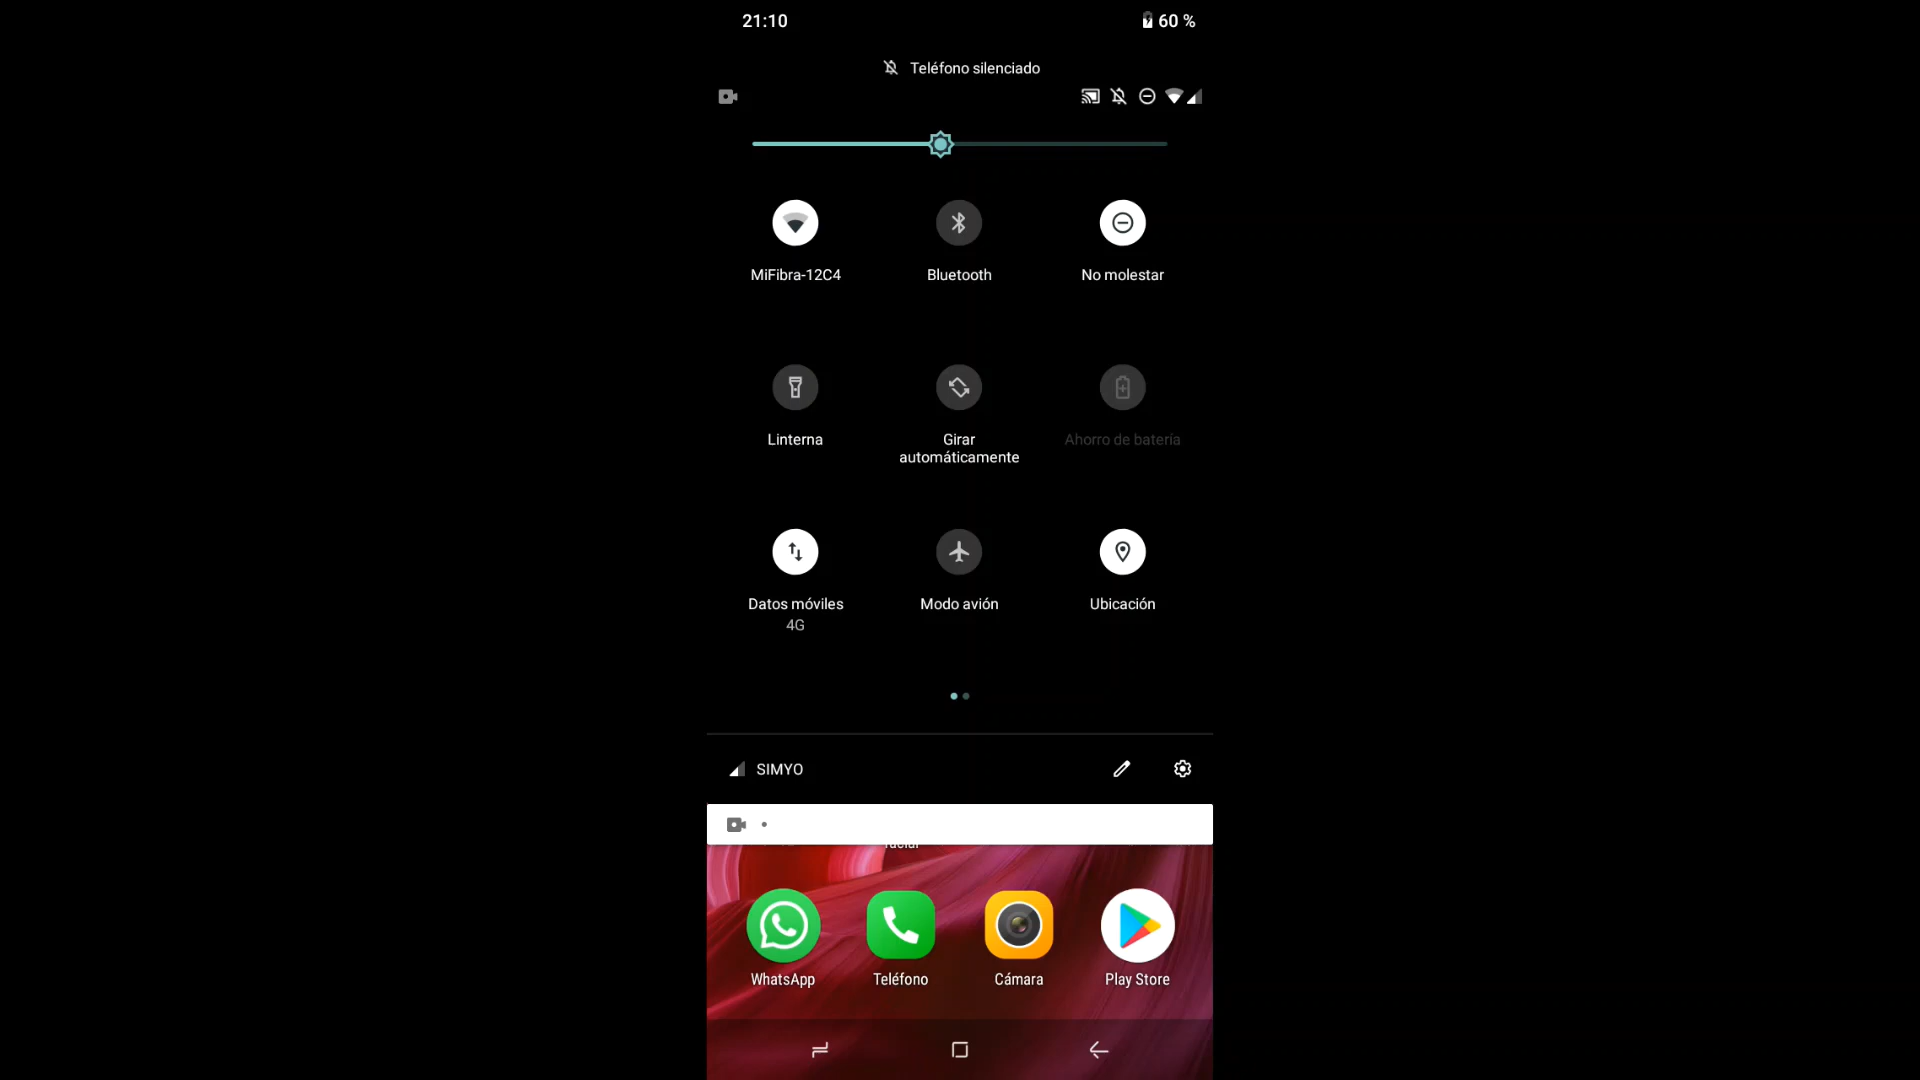 21:10
60 %
Teléfono silenciado
MiFibra-12C4
Bluetooth
No molestar
Linterna
Girar
automáticamente
Ahorro de batería
Datos móviles
4G
Modo avión
Ubicación
SIMYO
WhatsApp
Teléfono
Cámara
Play Store